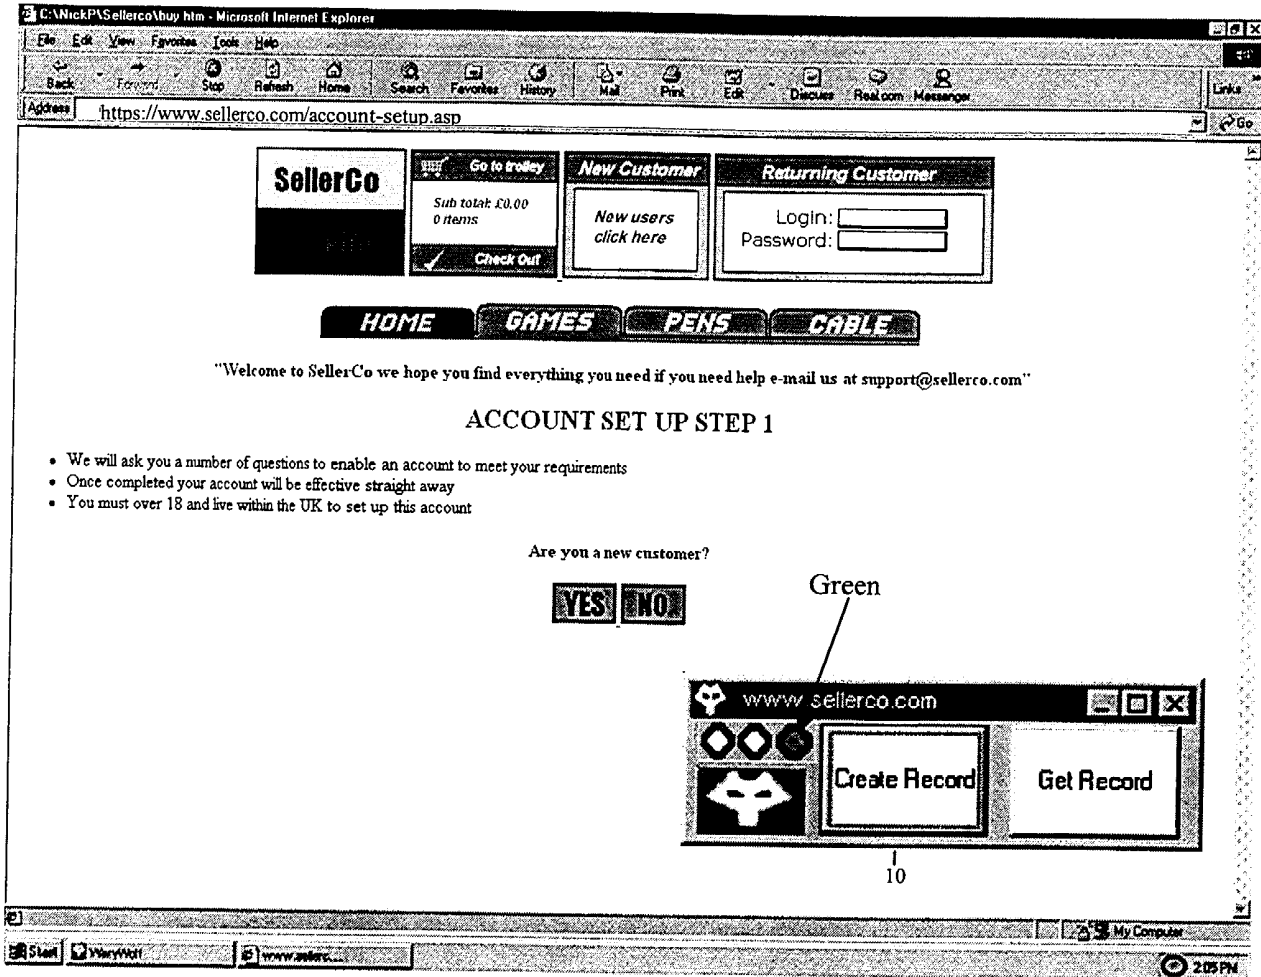 C:\NickP\Sellerco\buy htm - Microsoft Internet Explorer
File Edit View Favorites Tools Help
Back Forward Stop Refresh Home Search Favorites History Mail Print Edit Discuss Real.com Messenger Links
Address https://www.sellerco.com/account-setup.asp Go
SellerCo
Go to trolley
Sub total: £0.00
0 items
Check Out
New Customer
New users
click here
Returning Customer
Login:
Password:
HOME GAMES PENS CABLE
"Welcome to SellerCo we hope you find everything you need if you need help e-mail us at support@sellerco.com"
ACCOUNT SET UP STEP 1
• We will ask you a number of questions to enable an account to meet your requirements
• Once completed your account will be effective straight away
• You must over 18 and live within the UK to set up this account
Are you a new customer?
YES NO
Green
www.sellerco.com
Create Record Get Record
10
My Computer
Start WaryWolf www.sellerc...
2:05 PM